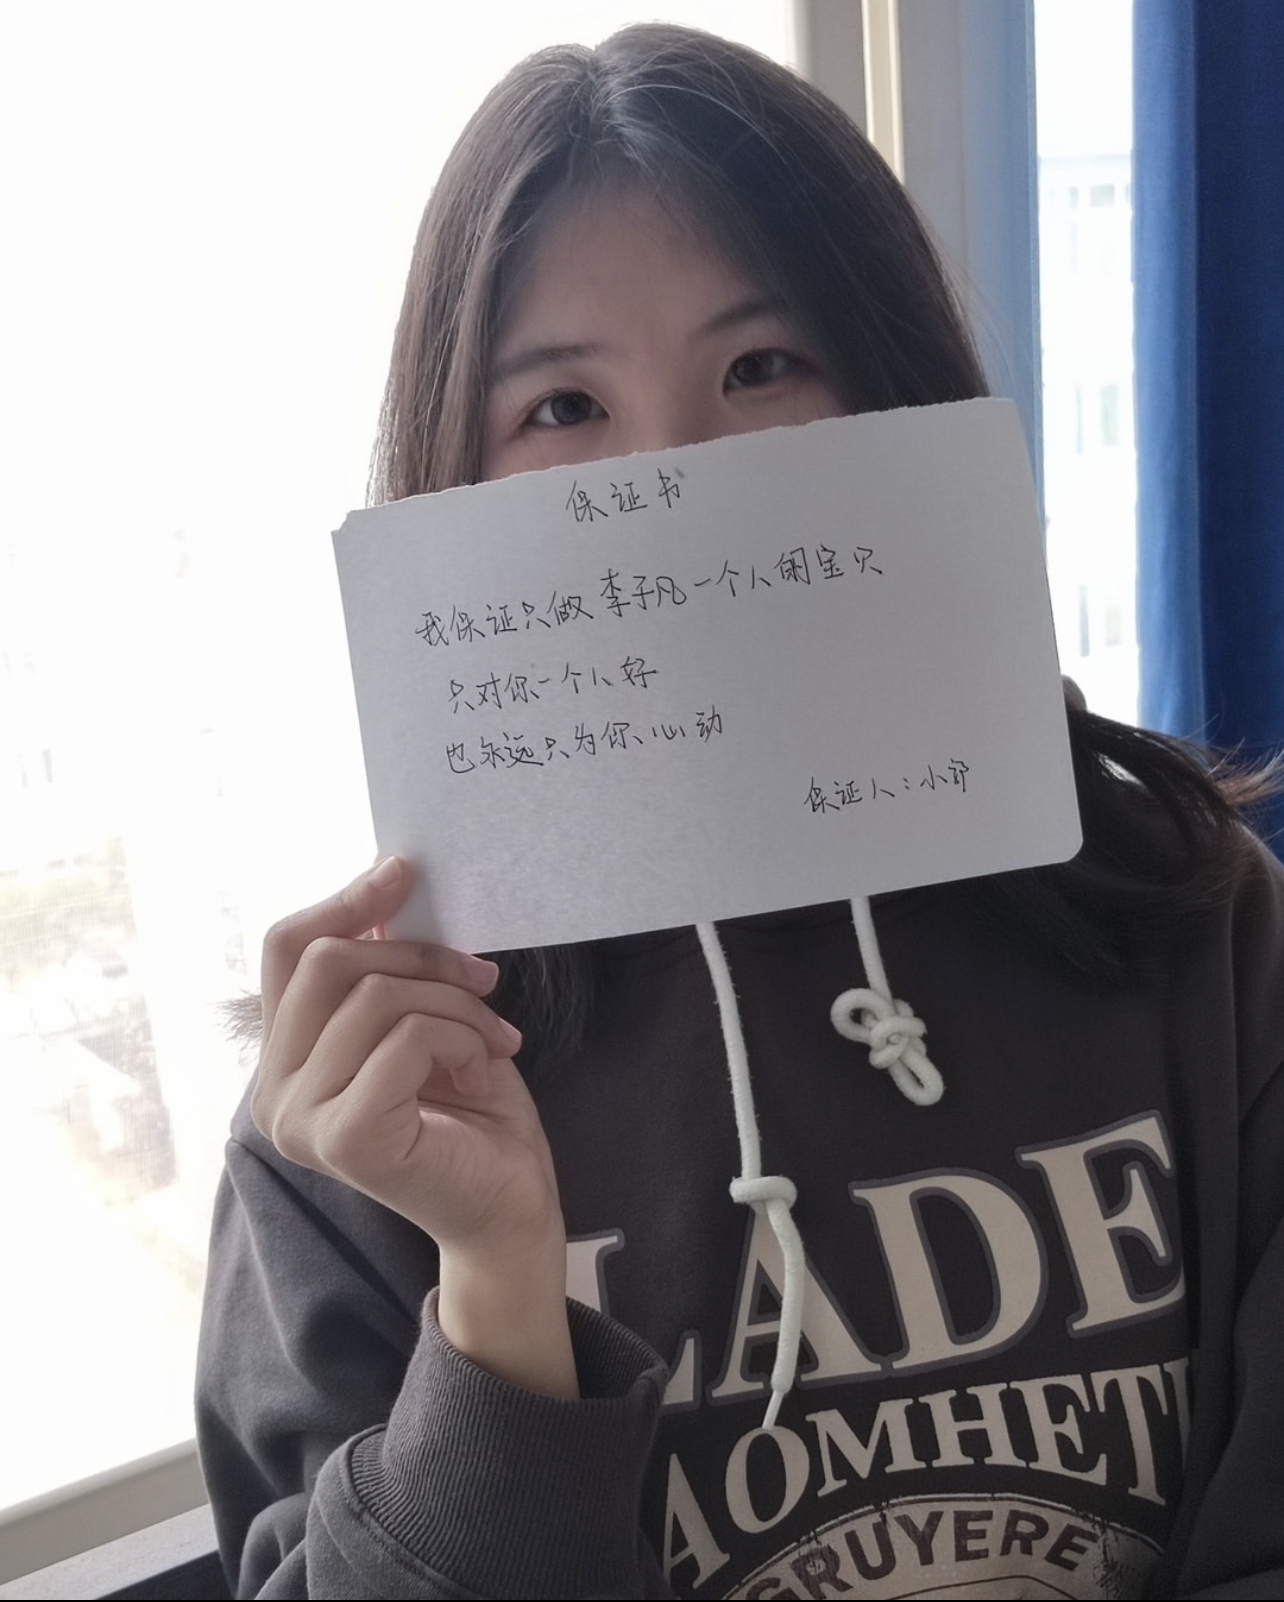 保证书
我保证只做李子凡一个人的宝贝
只对你一个人好
也永远只为你心动
保证人：小
LADE
AOMHET
GRUYERE